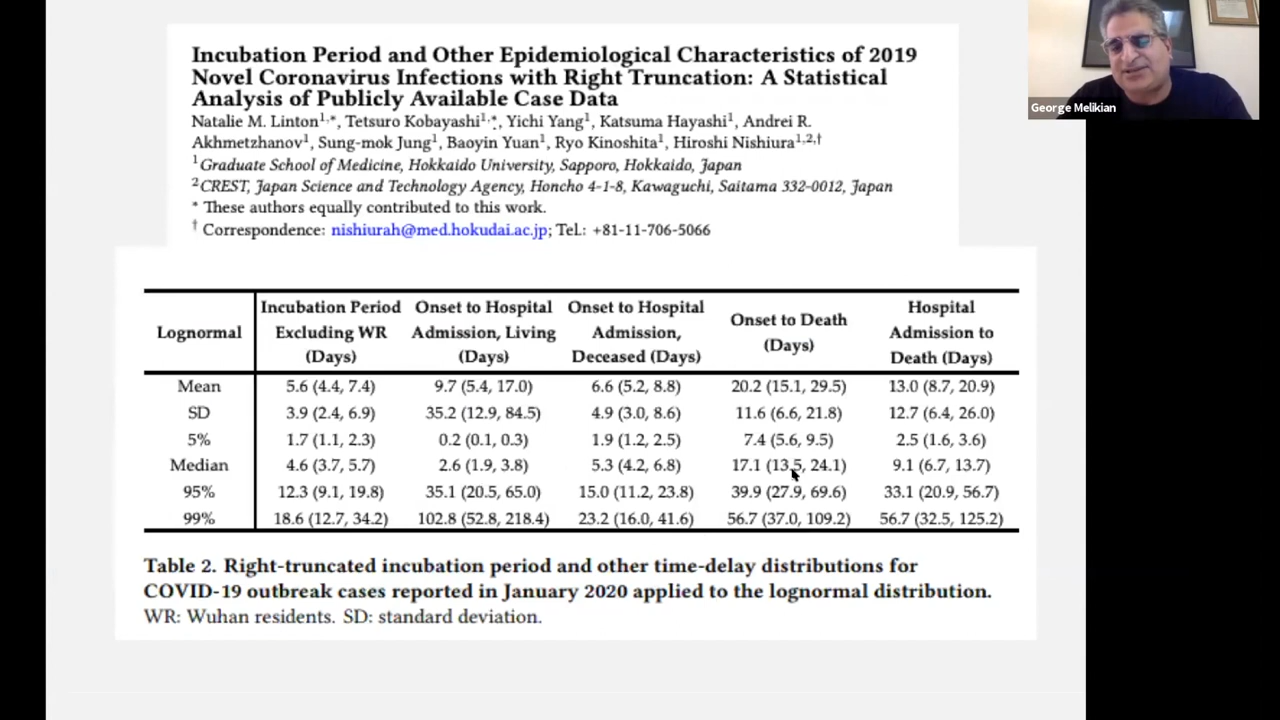 Incubation Period and Other Epidemiological Characteristics of 2019
Novel Coronavirus Infections with Right Truncation: A Statistical
Analysis of Publicly Available Case Data
Natalie M. Linton1,*, Tetsuro Kobayashi1,*, Yichi Yang1, Katsuma Hayashi1, Andrei R.
Akhmetzhanov1, Sung-mok Jung1, Baoyin Yuan1, Ryo Kinoshita1, Hiroshi Nishiura1,2,†
1Graduate School of Medicine, Hokkaido University, Sapporo, Hokkaido, Japan
2CREST, Japan Science and Technology Agency, Honcho 4-1-8, Kawaguchi, Saitama 332-0012, Japan
* These authors equally contributed to this work.
† Correspondence: nishiurah@med.hokudai.ac.jp; Tel.: +81-11-706-5066
George Melikian
Lognormal
Incubation Period
Excluding WR
(Days)
Onset to Hospital
Admission, Living
(Days)
Onset to Hospital
Admission,
Deceased (Days)
Onset to Death
(Days)
Hospital
Admission to
Death (Days)
Mean 5.6 (4.4, 7.4) 9.7 (5.4, 17.0) 6.6 (5.2, 8.8) 20.2 (15.1, 29.5) 13.0 (8.7, 20.9)
SD 3.9 (2.4, 6.9) 35.2 (12.9, 84.5) 4.9 (3.0, 8.6) 11.6 (6.6, 21.8) 12.7 (6.4, 26.0)
5% 1.7 (1.1, 2.3) 0.2 (0.1, 0.3) 1.9 (1.2, 2.5) 7.4 (5.6, 9.5) 2.5 (1.6, 3.6)
Median 4.6 (3.7, 5.7) 2.6 (1.9, 3.8) 5.3 (4.2, 6.8) 17.1 (13.5, 24.1) 9.1 (6.7, 13.7)
95% 12.3 (9.1, 19.8) 35.1 (20.5, 65.0) 15.0 (11.2, 23.8) 39.9 (27.9, 69.6) 33.1 (20.9, 56.7)
99% 18.6 (12.7, 34.2) 102.8 (52.8, 218.4) 23.2 (16.0, 41.6) 56.7 (37.0, 109.2) 56.7 (32.5, 125.2)
Table 2. Right-truncated incubation period and other time-delay distributions for
COVID-19 outbreak cases reported in January 2020 applied to the lognormal distribution.
WR: Wuhan residents. SD: standard deviation.